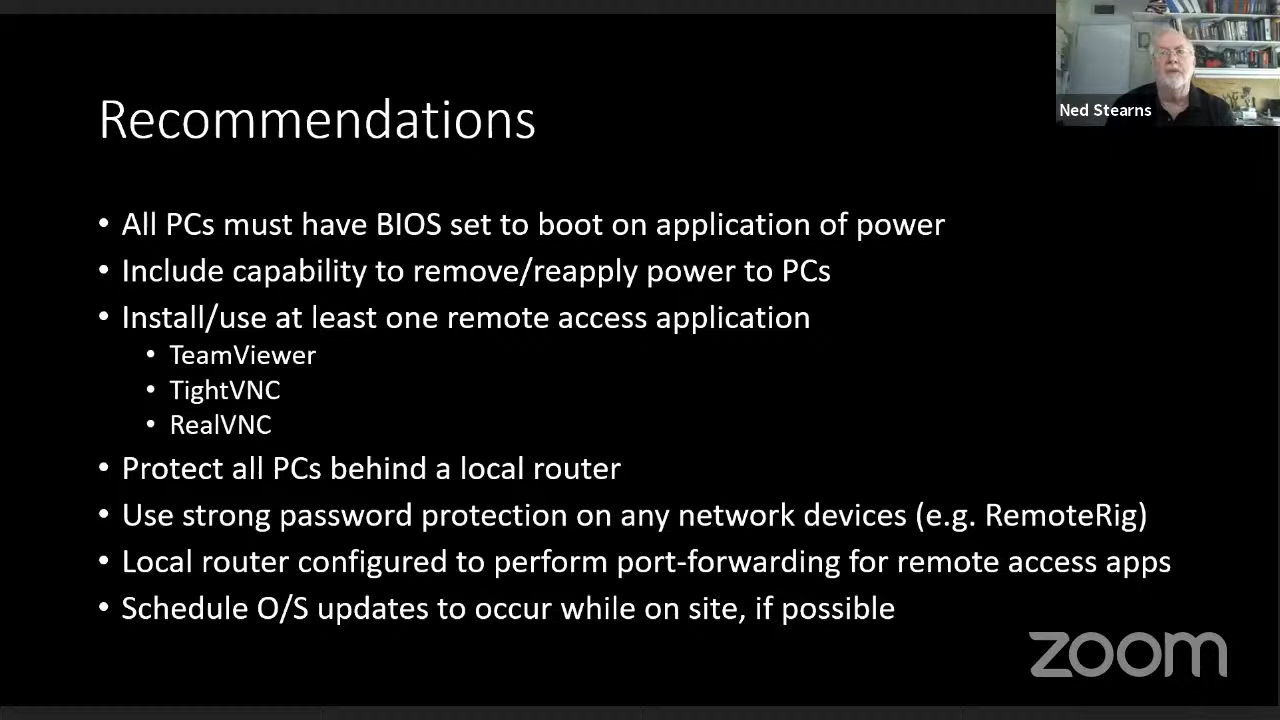 Recommendations
Ned Stearns
• All PCs must have BIOS set to boot on application of power
• Include capability to remove/reapply power to PCs
• Install/use at least one remote access application
• TeamViewer
• TightVNC
• RealVNC
• Protect all PCs behind a local router
• Use strong password protection on any network devices (e.g. RemoteRig)
• Local router configured to perform port-forwarding for remote access apps
• Schedule O/S updates to occur while on site, if possible
zoom